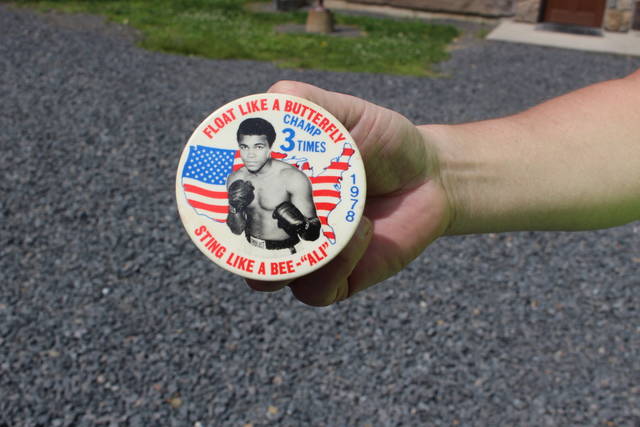 FLOAT LIKE A BUTTERFLY
CHAMP
3 TIMES
1978
STING LIKE A BEE-"ALI"